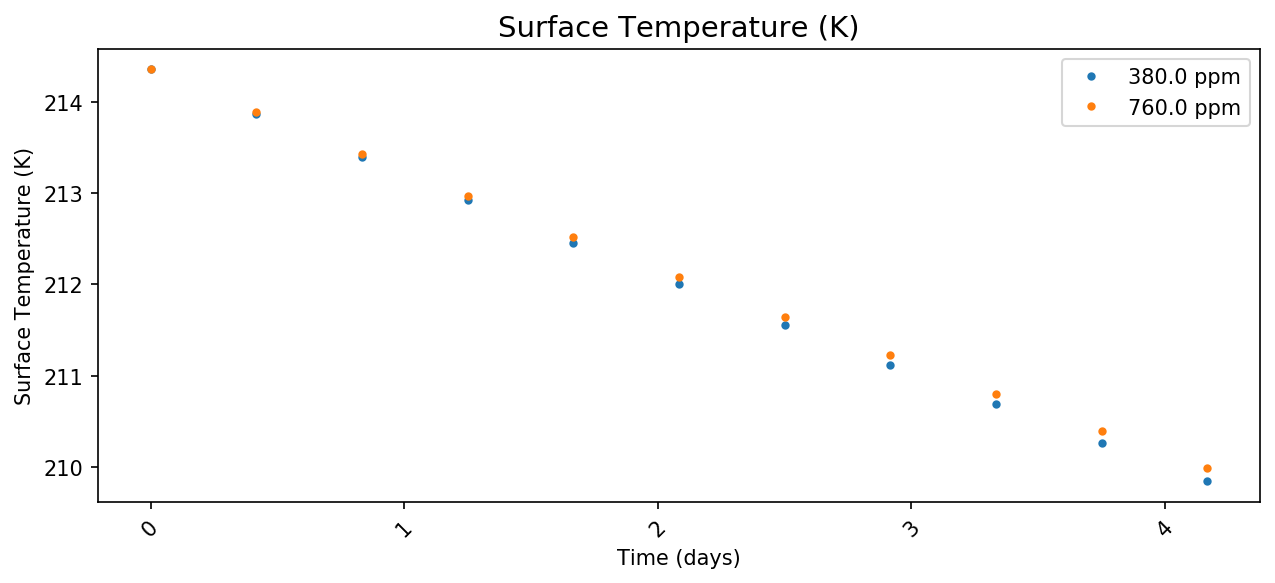 Surface Temperature (K)
380.0 ppm
760.0 ppm
Surface Temperature (K)
214
213
212
211
210
0
1
2
3
4
Time (days)